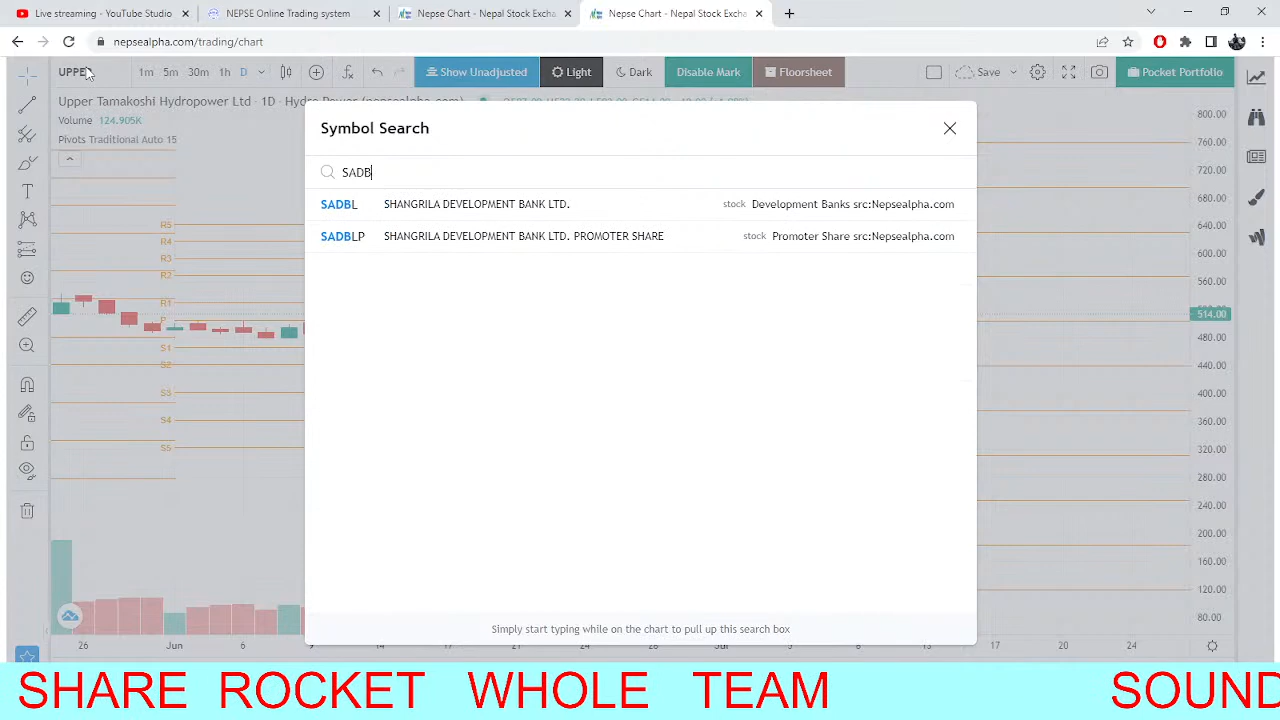 Live streaming - YouTube Studio
NEPSE Online Trading system
Nepse Chart - Nepal Stock Excha
Nepse Chart - Nepal Stock Excha
nepsealpha.com/trading/chart
UPPER
1m 5m 30m 1h D
Show Unadjusted
Light
Dark
Disable Mark
Floorsheet
Save
Pocket Portfolio
Upper Tamakoshi Hydropower Ltd · 1D · Hydro Power (nepsealpha.com)
Volume 124.905K
Pivots Traditional Auto 15
Symbol Search
SADB
SADBL SHANGRILA DEVELOPMENT BANK LTD. stock Development Banks src:Nepsealpha.com
SADBLP SHANGRILA DEVELOPMENT BANK LTD. PROMOTER SHARE stock Promoter Share src:Nepsealpha.com
Simply start typing while on the chart to pull up this search box
R5
R4
R3
R2
R1
P
S1
S2
S3
S4
S5
800.00
760.00
720.00
680.00
640.00
600.00
560.00
514.00
480.00
440.00
400.00
360.00
320.00
280.00
240.00
200.00
160.00
120.00
80.00
26 Jun 6 9 17 20 24
SHARE ROCKET WHOLE TEAM SOUND